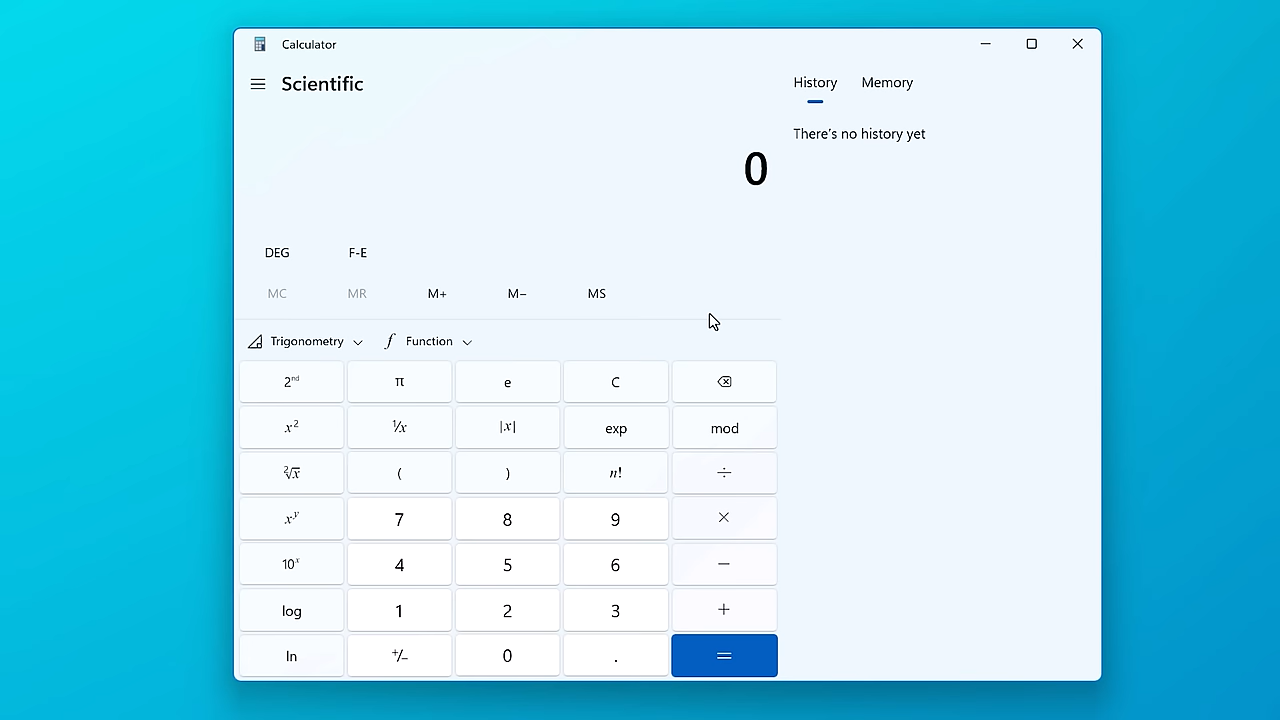 Calculator
Scientific
History Memory
There's no history yet
0
DEG F-E
MC MR M+ M− MS
Trigonometry f Function
2ⁿᵈ π e C
x² ¹/x |x| exp mod
²√x ( ) n! ÷
xʸ 7 8 9 ×
10ˣ 4 5 6 −
log 1 2 3 +
ln +/− 0 . =